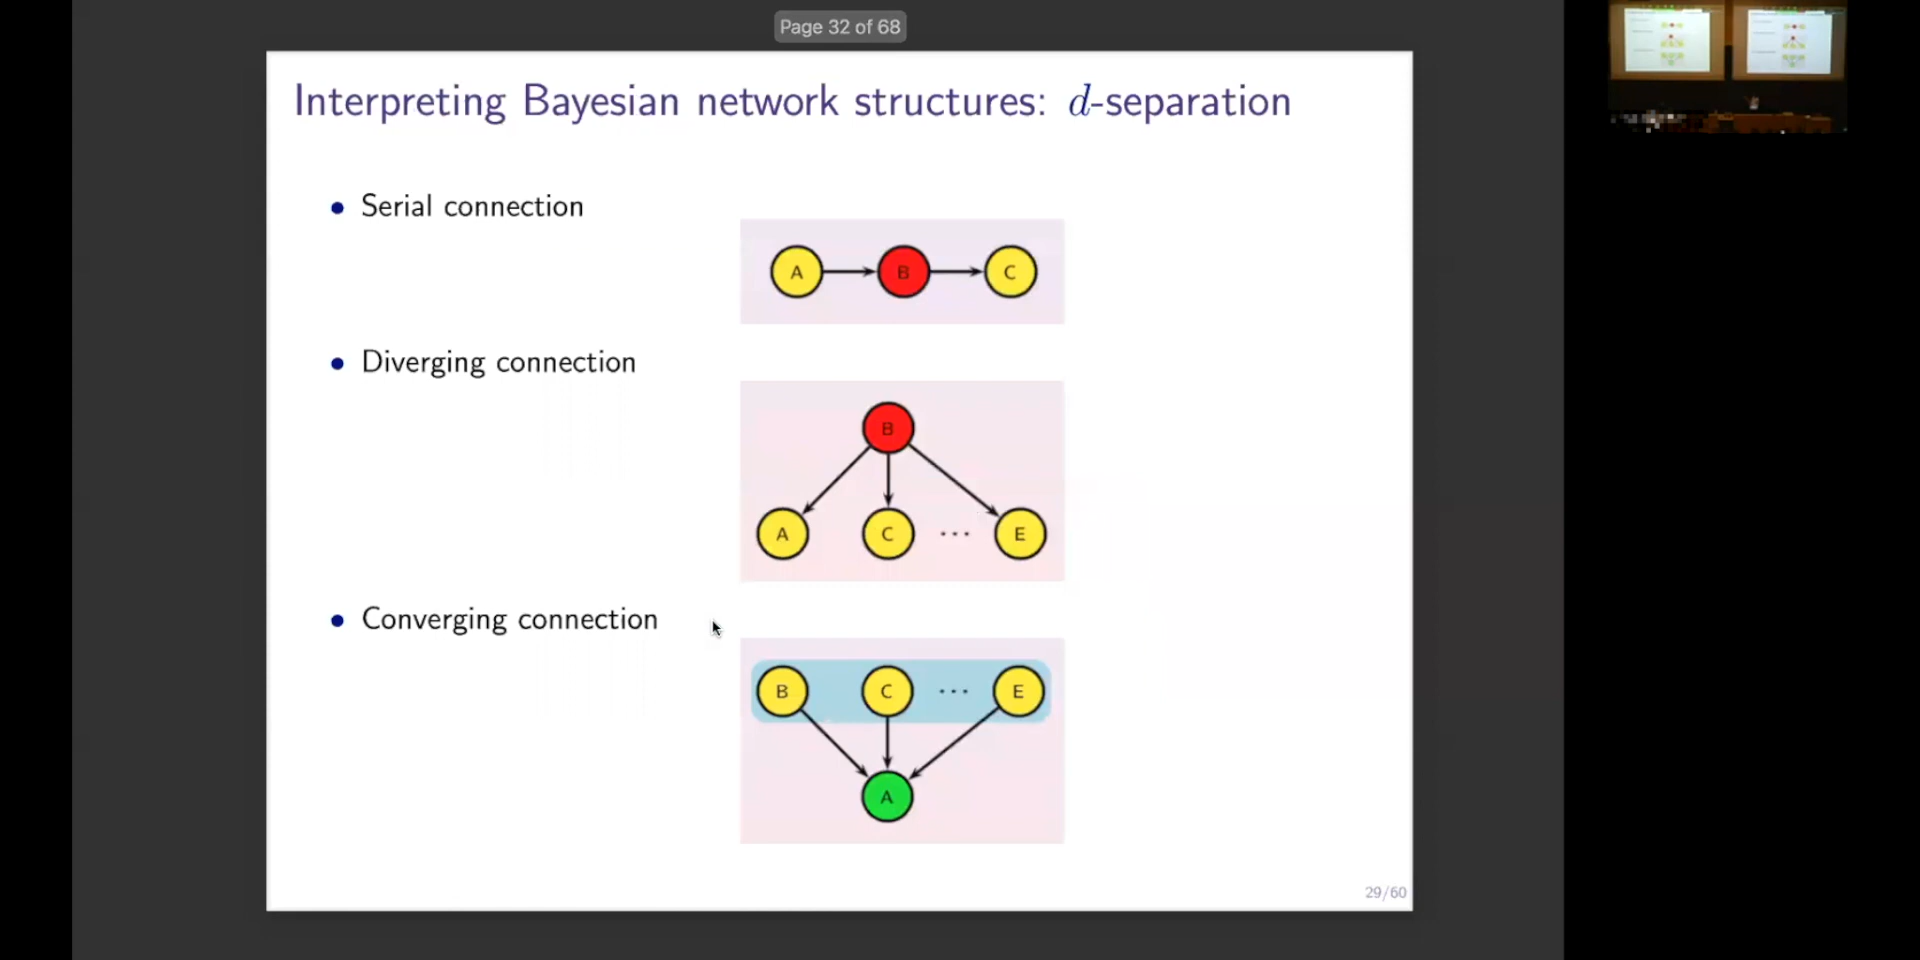 Page 32 of 68
Interpreting Bayesian network structures: d-separation
• Serial connection
A B C
• Diverging connection
B
A C ... E
• Converging connection
B C ... E
A
29/60